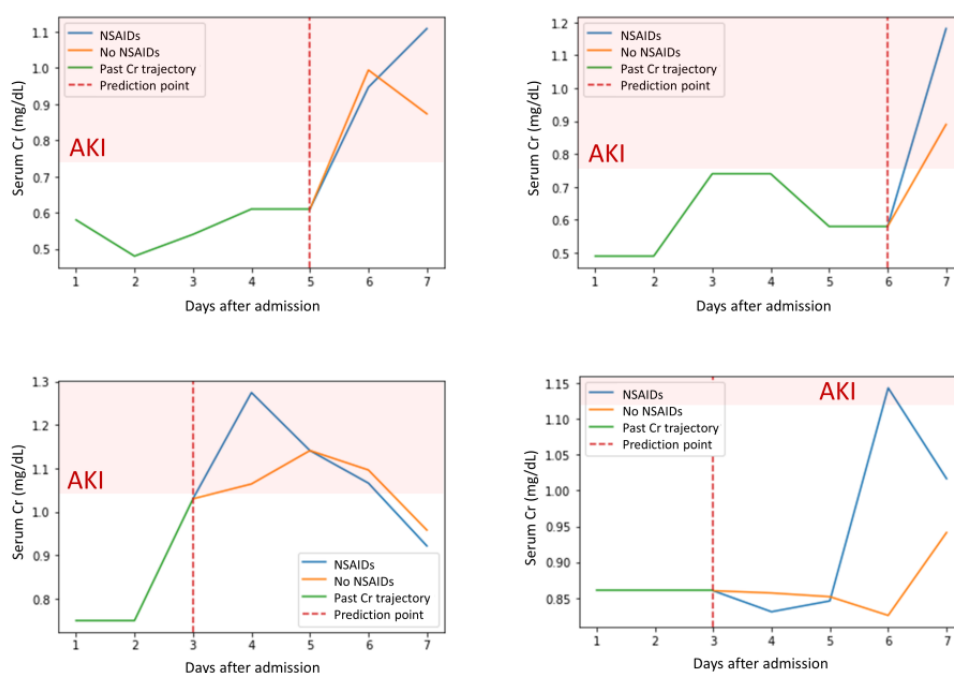 1.1
1.0
0.9
0.8
0.7
0.6
0.5
Serum Cr (mg/dL)
NSAIDs
No NSAIDs
Past Cr trajectory
Prediction point
AKI
1 2 3 4 5 6 7
Days after admission
1.2
1.1
1.0
0.9
0.8
0.7
0.6
0.5
Serum Cr (mg/dL)
NSAIDs
No NSAIDs
Past Cr trajectory
Prediction point
AKI
1 2 3 4 5 6 7
Days after admission
1.3
1.2
1.1
1.0
0.9
0.8
Serum Cr (mg/dL)
AKI
NSAIDs
No NSAIDs
Past Cr trajectory
Prediction point
1 2 3 4 5 6 7
Days after admission
1.15
1.10
1.05
1.00
0.95
0.90
0.85
Serum Cr (mg/dL)
NSAIDs
No NSAIDs
Past Cr trajectory
Prediction point
AKI
1 2 3 4 5 6 7
Days after admission